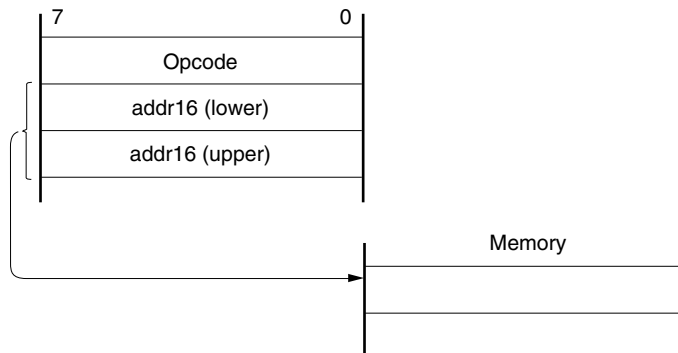 7 0
Opcode
addr16 (lower)
addr16 (upper)
Memory